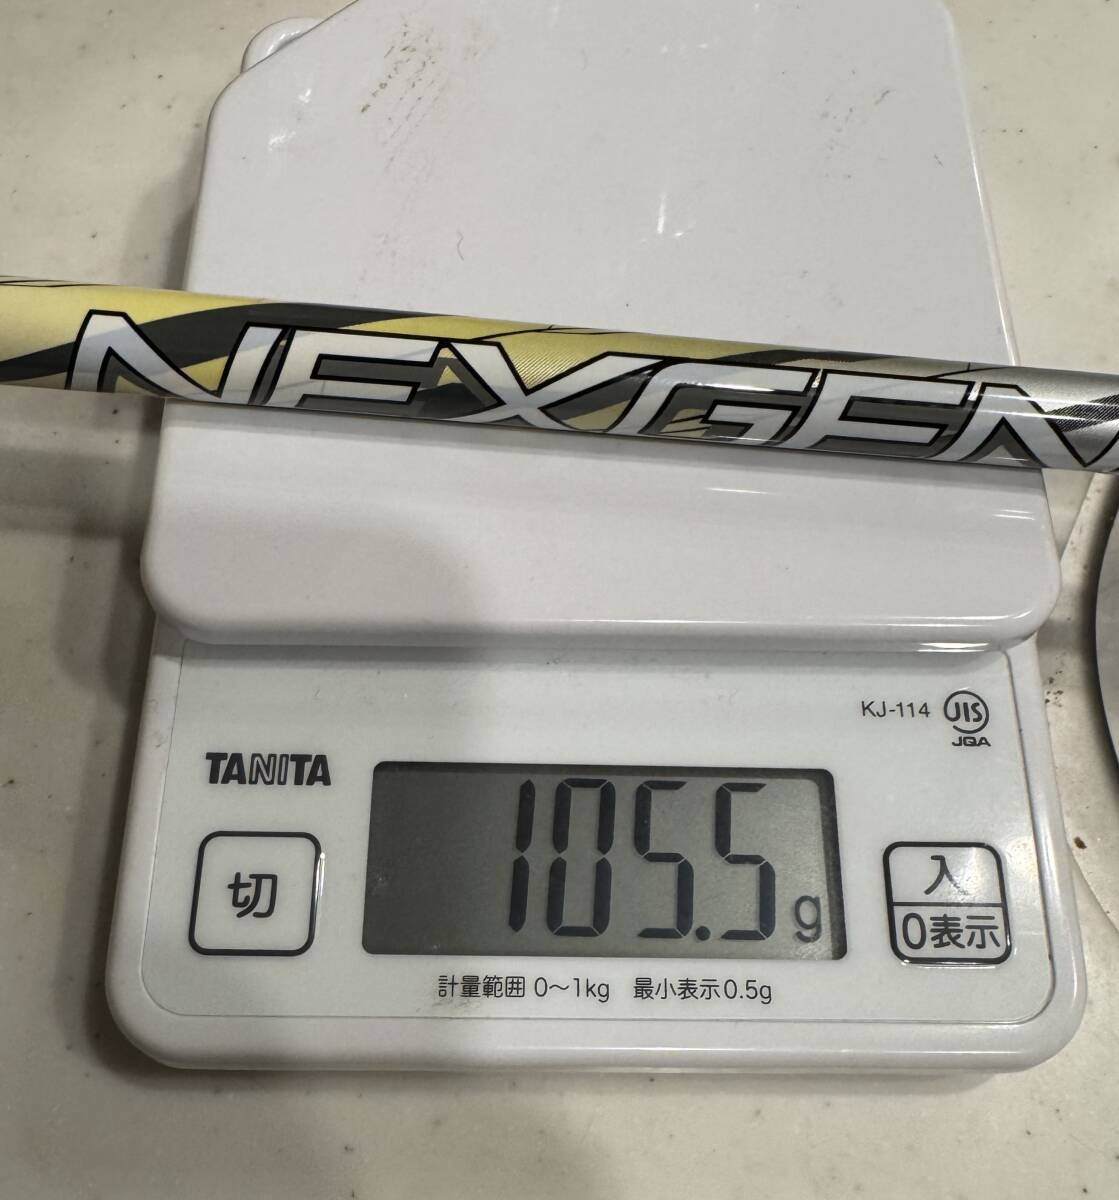 NEXGEN
KJ-114 JIS
JQA
TANITA
105.5g
切
入
0表示
計量範囲 0〜1kg 最小表示0.5g